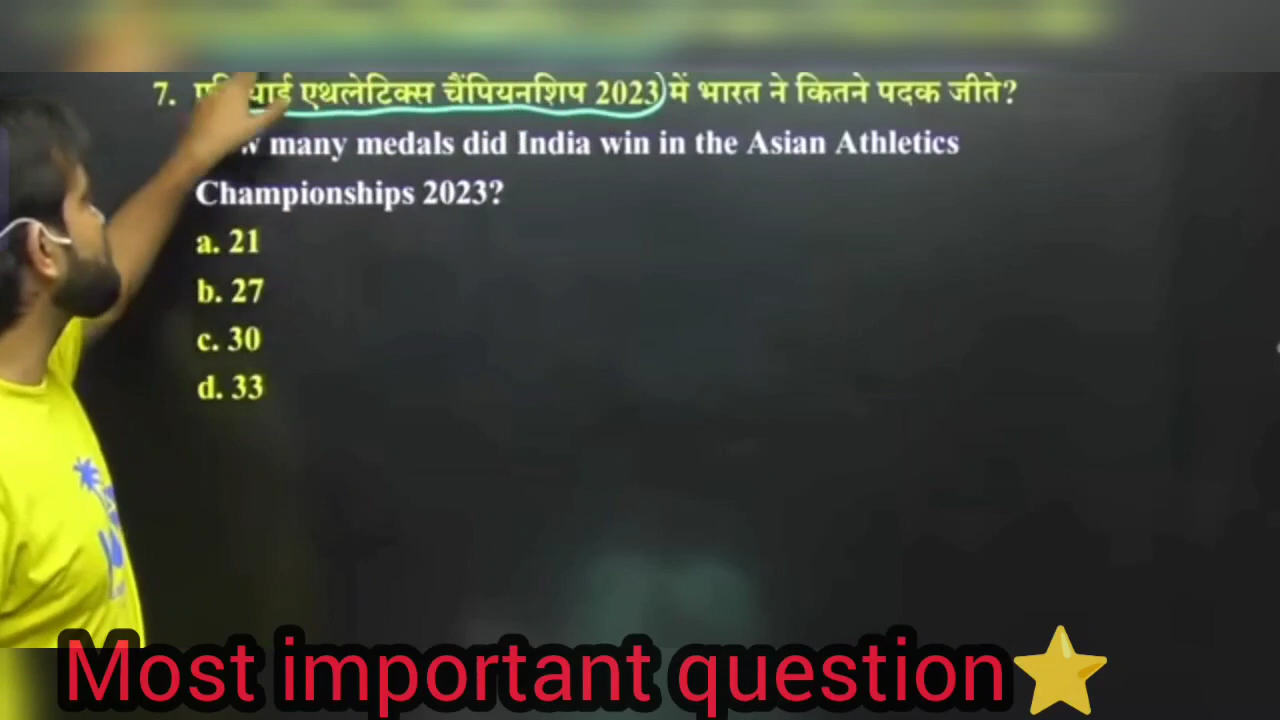 7. एथलेटिक्स चैंपियनशिप 2023 में भारत ने कितने पदक जीते?
many medals did India win in the Asian Athletics
Championships 2023?
a. 21
b. 27
c. 30
d. 33
Most important question